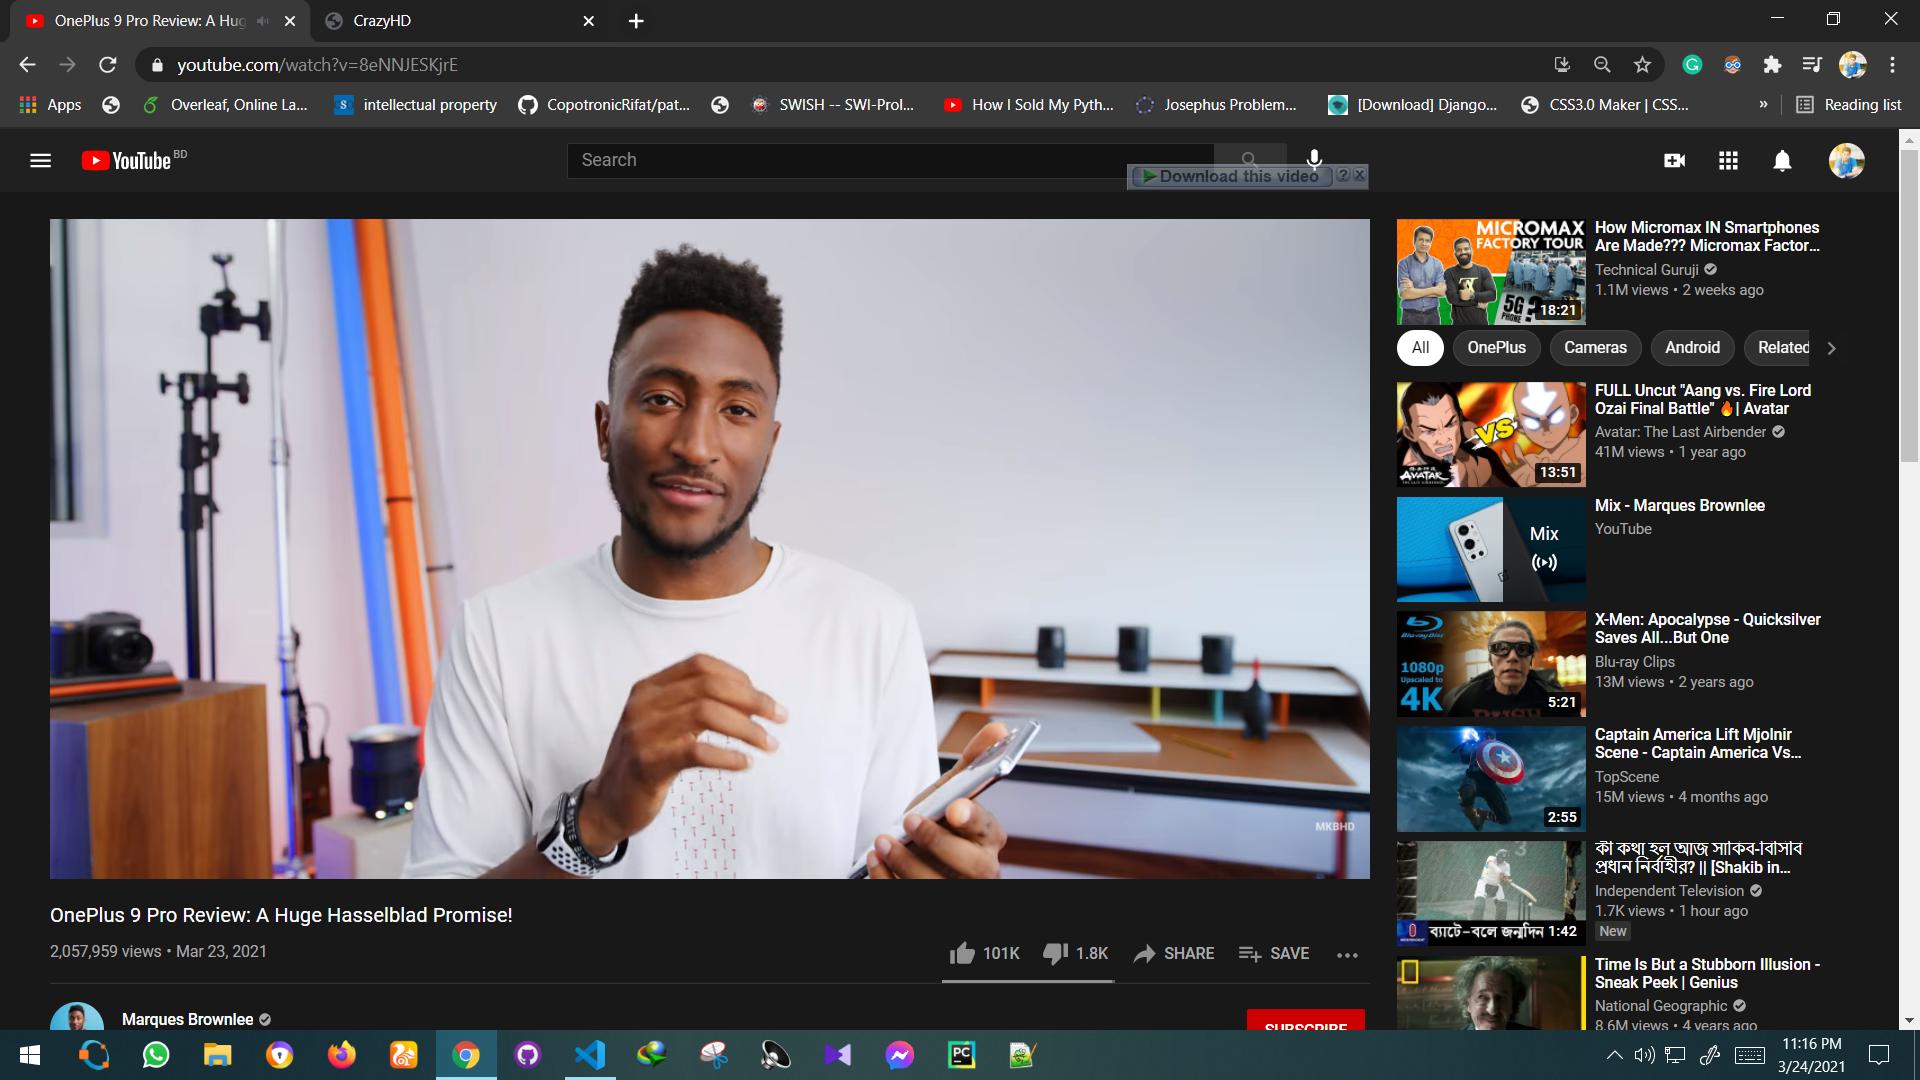 OnePlus 9 Pro Review: A Hug
CrazyHD
youtube.com/watch?v=8eNNJESKjrE
Apps
Overleaf, Online La...
intellectual property
CopotronicRifat/pat...
SWISH -- SWI-Prol...
How I Sold My Pyth...
Josephus Problem...
[Download] Django...
CSS3.0 Maker | CSS...
»
Reading list
YouTube BD
Search
Download this video
MKBHD
OnePlus 9 Pro Review: A Huge Hasselblad Promise!
2,057,959 views • Mar 23, 2021
101K
1.8K
SHARE
SAVE
Marques Brownlee
SUBSCRIBE
MICROMAX
FACTORY TOUR
5G ?
PHONE
18:21
How Micromax IN Smartphones
Are Made??? Micromax Factor...
Technical Guruji
1.1M views • 2 weeks ago
All
OnePlus
Cameras
Android
Related
VS
AVATAR
13:51
FULL Uncut "Aang vs. Fire Lord
Ozai Final Battle" 🔥| Avatar
Avatar: The Last Airbender
41M views • 1 year ago
Mix
Mix - Marques Brownlee
YouTube
Blu-ray Disc
1080p
Upscaled to
4K
RUSH
5:21
X-Men: Apocalypse - Quicksilver
Saves All...But One
Blu-ray Clips
13M views • 2 years ago
2:55
Captain America Lift Mjolnir
Scene - Captain America Vs...
TopScene
15M views • 4 months ago
ব্যাটে-বলে জন্মদিন 1:42
কী কথা হল আজ সাকিব-বিসিবি
প্রধান নির্বাহীর? || [Shakib in...
Independent Television
1.7K views • 1 hour ago
New
Time Is But a Stubborn Illusion -
Sneak Peek | Genius
National Geographic
8.6M views • 4 years ago
11:16 PM
3/24/2021